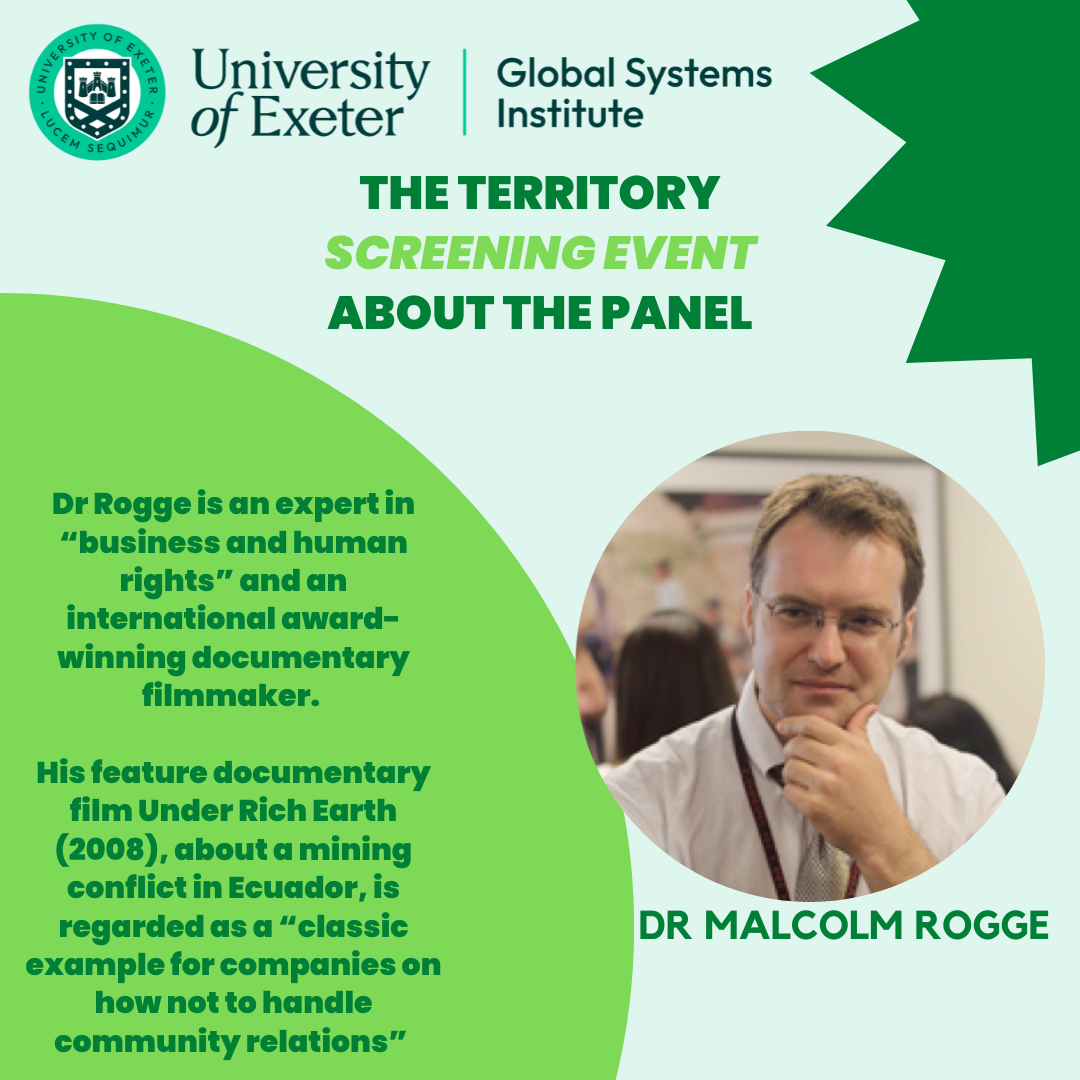 UNIVERSITY OF EXETER
LUCEM SEQUIMUR
University
of Exeter
Global Systems
Institute
THE TERRITORY
SCREENING EVENT
ABOUT THE PANEL
Dr Rogge is an expert in
“business and human
rights” and an
international award-
winning documentary
filmmaker.
His feature documentary
film Under Rich Earth
(2008), about a mining
conflict in Ecuador, is
regarded as a “classic
example for companies on
how not to handle
community relations”
DR MALCOLM ROGGE